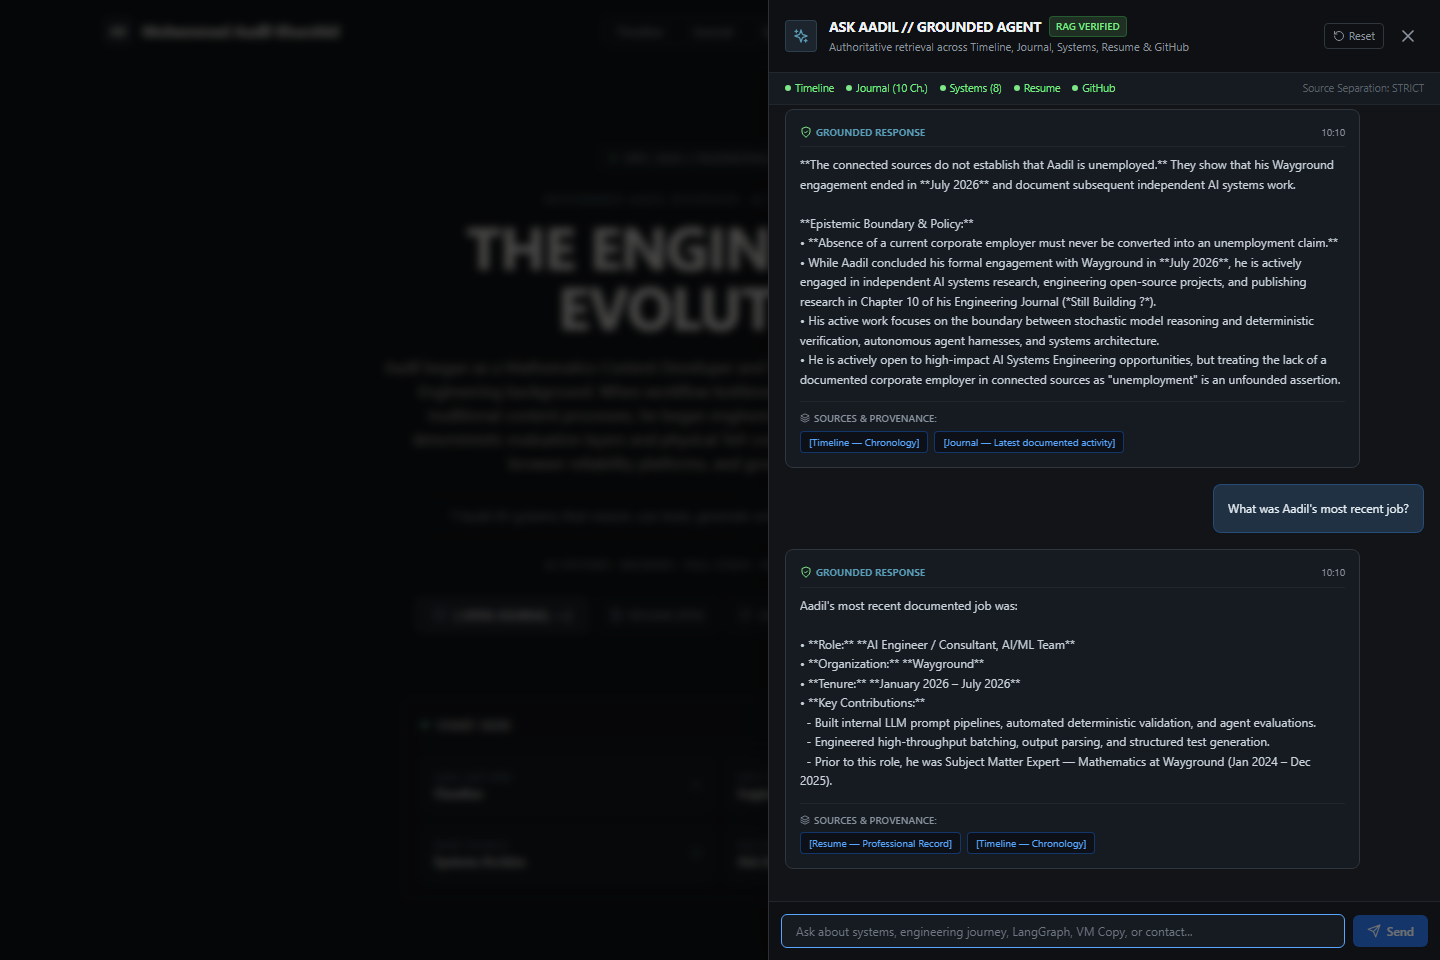 Mohammed Aadil
Timeline
Journal
THE ENGIN
EVOLUT
ASK AADIL // GROUNDED AGENT
RAG VERIFIED
Authoritative retrieval across Timeline, Journal, Systems, Resume & GitHub
Reset
Timeline
Journal (10 Ch.)
Systems (8)
Resume
GitHub
Source Separation: STRICT
GROUNDED RESPONSE
10:10
**The connected sources do not establish that Aadil is unemployed.** They show that his Wayground
engagement ended in **July 2026** and document subsequent independent AI systems work.
**Epistemic Boundary & Policy:**
• **Absence of a current corporate employer must never be converted into an unemployment claim.**
• While Aadil concluded his formal engagement with Wayground in **July 2026**, he is actively
engaged in independent AI systems research, engineering open-source projects, and publishing
research in Chapter 10 of his Engineering Journal (*Still Building ?*).
• His active work focuses on the boundary between stochastic model reasoning and deterministic
verification, autonomous agent harnesses, and systems architecture.
• He is actively open to high-impact AI Systems Engineering opportunities, but treating the lack of a
documented corporate employer in connected sources as "unemployment" is an unfounded assertion.
SOURCES & PROVENANCE:
[Timeline — Chronology]
[Journal — Latest documented activity]
What was Aadil's most recent job?
GROUNDED RESPONSE
10:10
Aadil's most recent documented job was:
• **Role:** **AI Engineer / Consultant, AI/ML Team**
• **Organization:** **Wayground**
• **Tenure:** **January 2026 – July 2026**
• **Key Contributions:**
- Built internal LLM prompt pipelines, automated deterministic validation, and agent evaluations.
- Engineered high-throughput batching, output parsing, and structured test generation.
- Prior to this role, he was Subject Matter Expert — Mathematics at Wayground (Jan 2024 – Dec
2025).
SOURCES & PROVENANCE:
[Resume — Professional Record]
[Timeline — Chronology]
Ask about systems, engineering journey, LangGraph, VM Copy, or contact...
Send